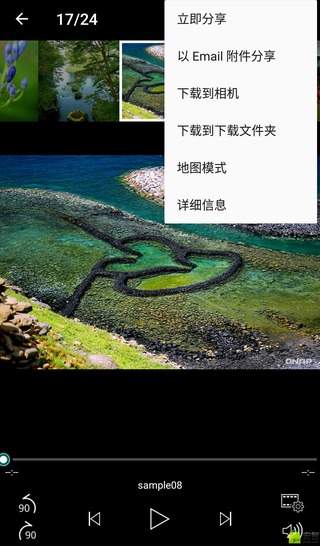 17/24
立即分享
以 Email 附件分享
下载到相机
下载到下载文件夹
地图模式
详细信息
QNAP
-:-
-:-
sample08
90
90